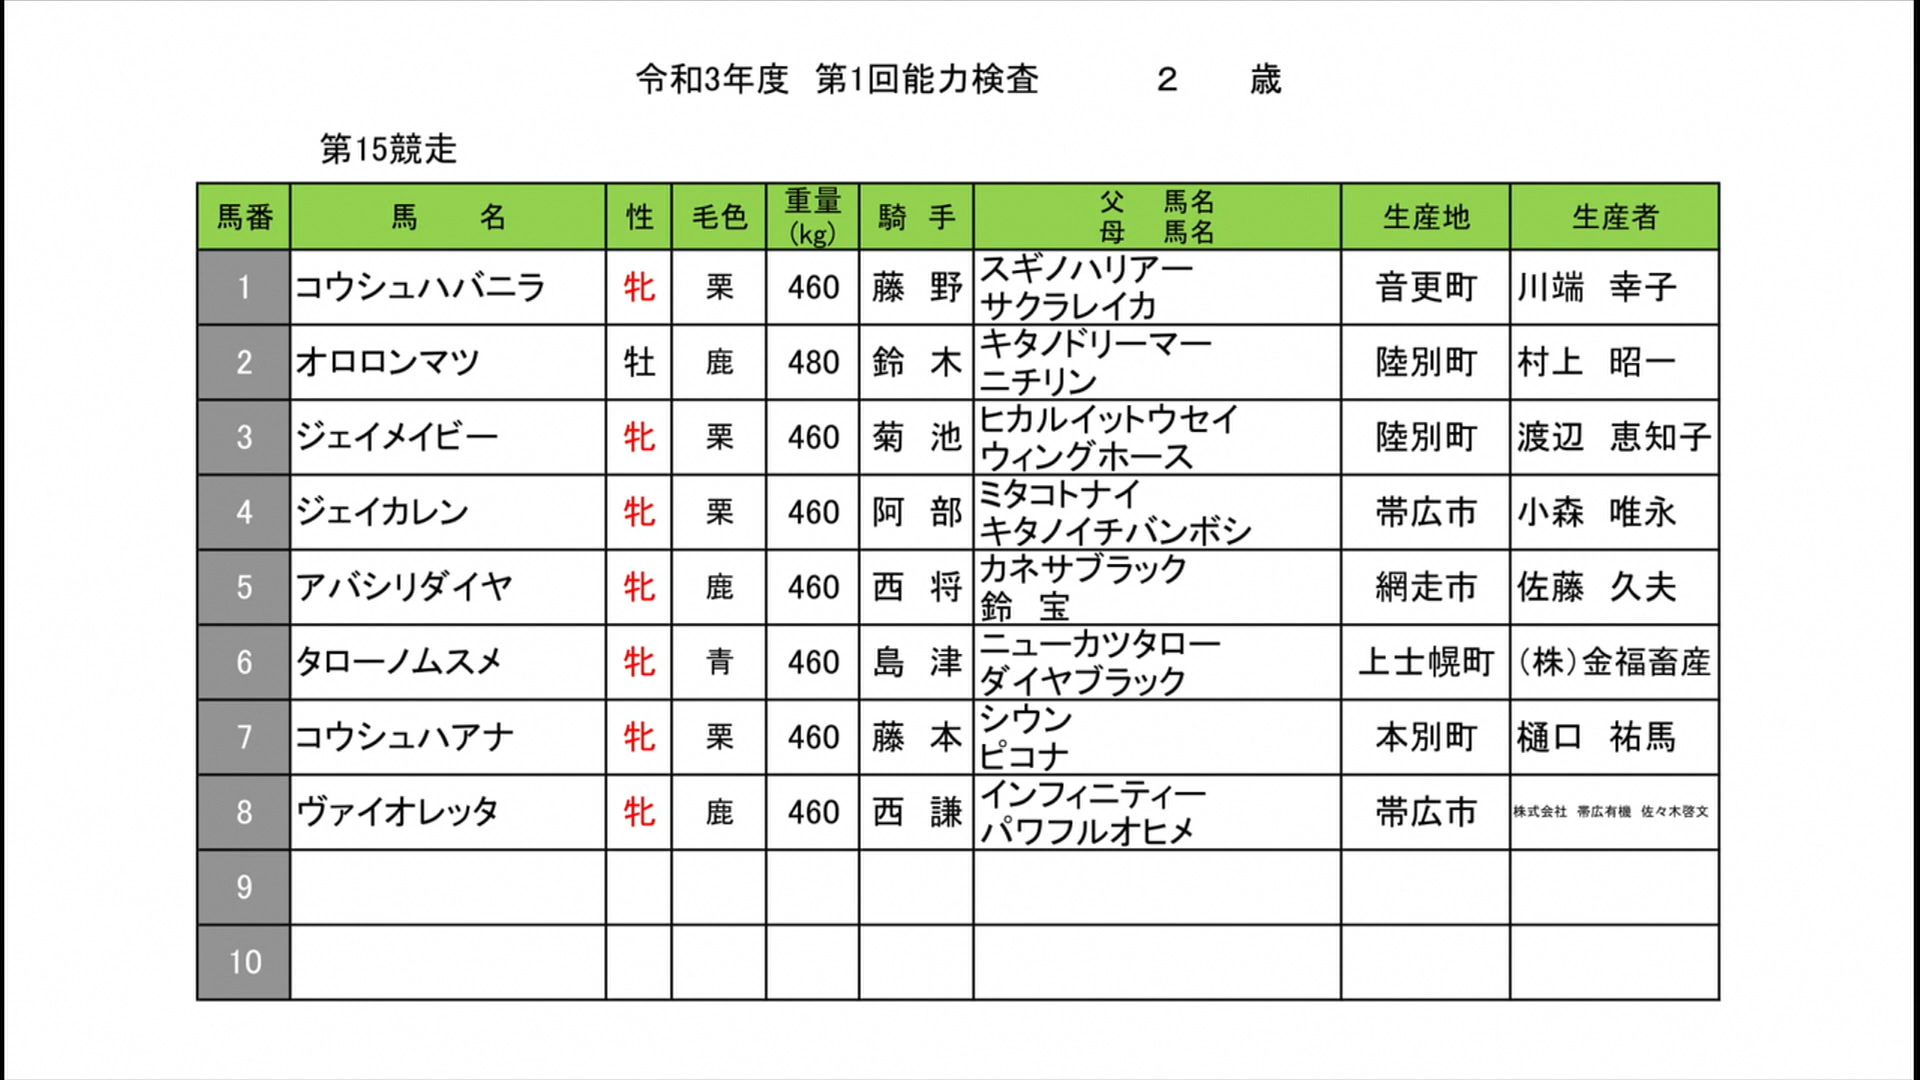 令和3年度 第1回能力検査 2 歳
第15競走
馬番 馬 名 性 毛色 重量(kg) 騎 手 父 馬名 母 馬名 生産地 生産者
1 コウシュハバニラ 牝 栗 460 藤 野 スギノハリアー サクラレイカ 音更町 川端 幸子
2 オロロンマツ 牡 鹿 480 鈴 木 キタノドリーマー ニチリン 陸別町 村上 昭一
3 ジェイメイビー 牝 栗 460 菊 池 ヒカルイットウセイ ウィングホース 陸別町 渡辺 恵知子
4 ジェイカレン 牝 栗 460 阿 部 ミタコトナイ キタノイチバンボシ 帯広市 小森 唯永
5 アバシリダイヤ 牝 鹿 460 西 将 カネサブラック 鈴 宝 網走市 佐藤 久夫
6 タローノムスメ 牝 青 460 島 津 ニューカツタロー ダイヤブラック 上士幌町 (株)金福畜産
7 コウシュハアナ 牝 栗 460 藤 本 シウン ピコナ 本別町 樋口 祐馬
8 ヴァイオレッタ 牝 鹿 460 西 謙 インフィニティー パワフルオヒメ 帯広市 株式会社 帯広有機 佐々木啓文
9
10